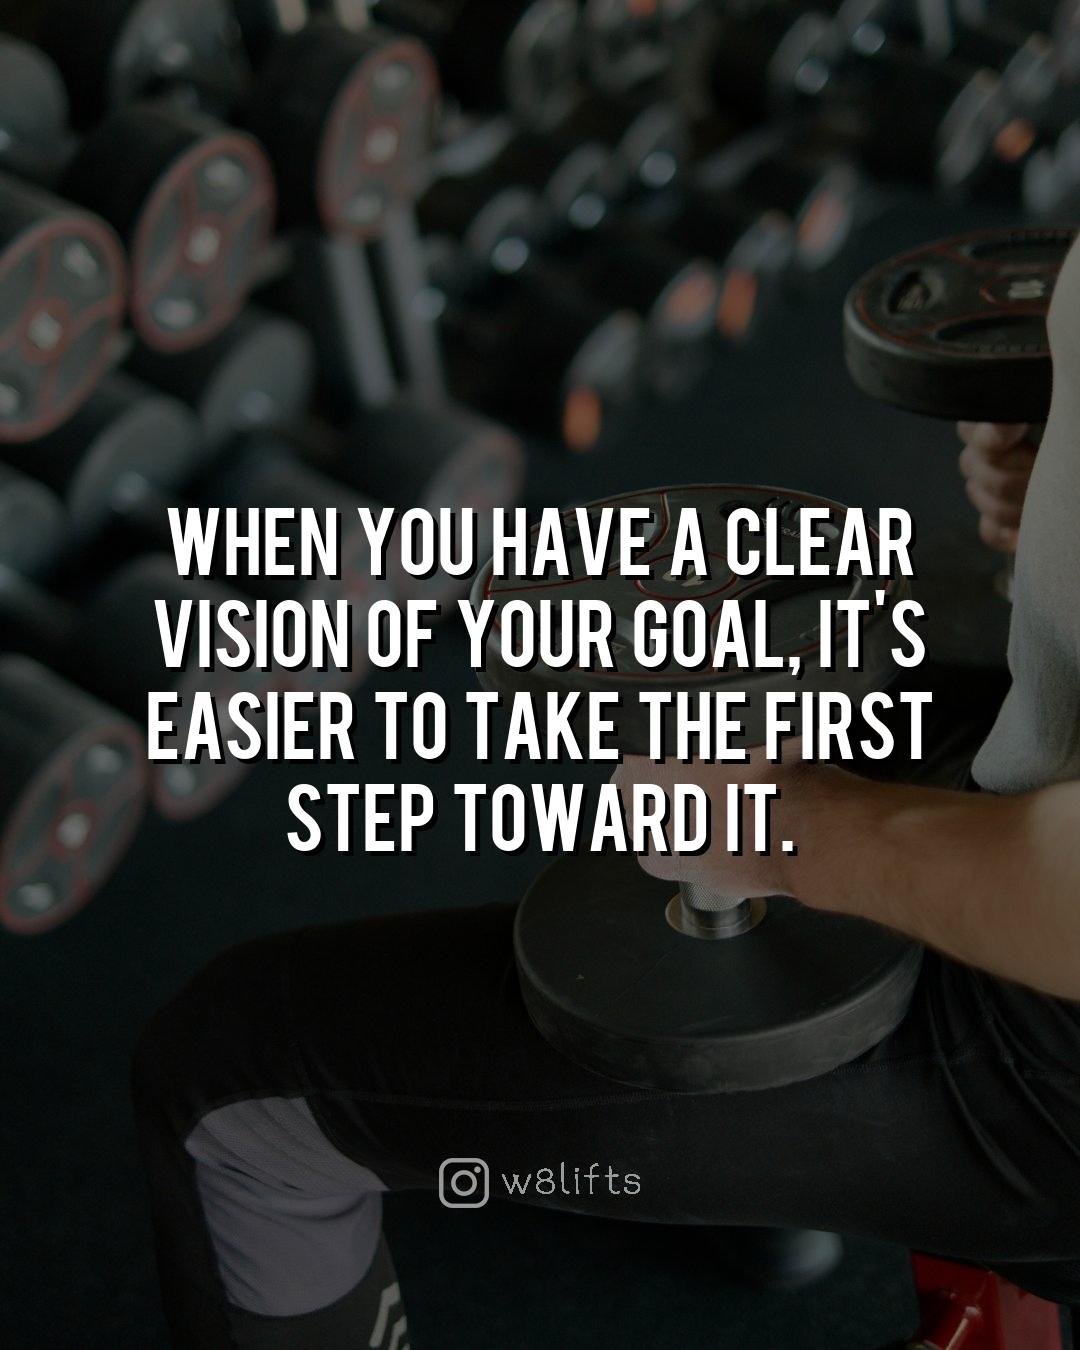 WHEN YOU HAVE A CLEAR
VISION OF YOUR GOAL, IT'S
EASIER TO TAKE THE FIRST
STEP TOWARD IT.
w8lifts